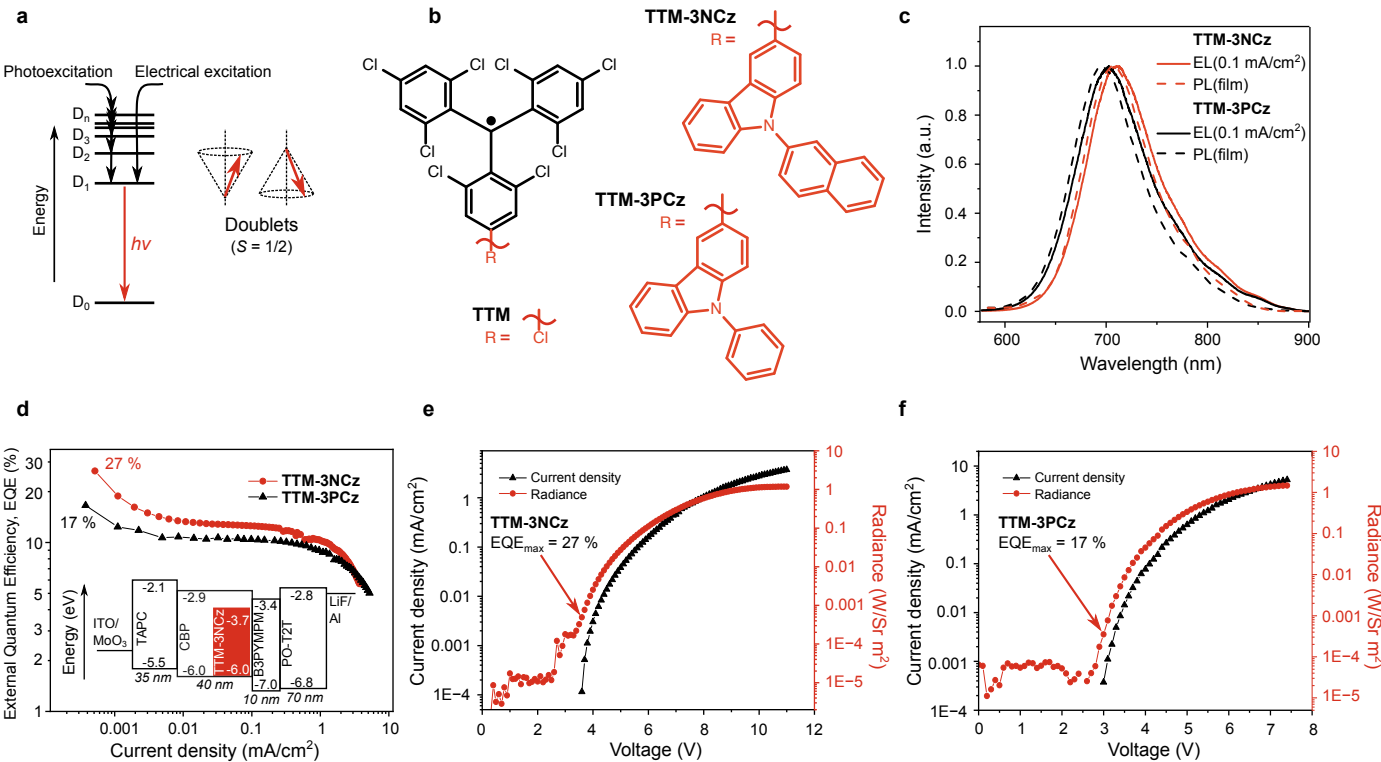 a
Photoexcitation
Electrical excitation
Dn
D3
D2
D1
D0
Energy
hν
Doublets
(S = 1/2)
b
Cl
Cl
Cl
Cl
Cl
Cl
Cl
Cl
R
TTM
R =
Cl
TTM-3NCz
R =
N
TTM-3PCz
R =
N
c
TTM-3NCz
EL(0.1 mA/cm²)
PL(film)
TTM-3PCz
EL(0.1 mA/cm²)
PL(film)
Intensity (a.u.)
1.0
0.8
0.6
0.4
0.2
0.0
600
700
800
900
Wavelength (nm)
d
External Quantum Efficiency, EQE (%)
30
20
10
5
3
2
1
27 %
17 %
TTM-3NCz
TTM-3PCz
Energy (eV)
ITO/
MoO3
-2.1
TAPC
-5.5
35 nm
-2.9
CBP
-6.0
TTM-3NCz
-3.7
-6.0
40 nm
-3.4
B3PYMPM
-7.0
10 nm
-2.8
PO-T2T
-6.8
70 nm
LiF/
Al
0.001
0.01
0.1
1
10
Current density (mA/cm²)
e
Current density (mA/cm²)
1
0.1
0.01
0.001
1E−4
Current density
Radiance
TTM-3NCz
EQEmax = 27 %
10
1
0.1
0.01
0.001
1E−4
1E−5
Radiance (W/Sr m²)
0
2
4
6
8
10
12
Voltage (V)
f
Current density (mA/cm²)
10
1
0.1
0.01
0.001
1E−4
Current density
Radiance
TTM-3PCz
EQEmax = 17 %
10
1
0.1
0.01
0.001
1E−4
1E−5
Radiance (W/Sr m²)
0
1
2
3
4
5
6
7
8
Voltage (V)